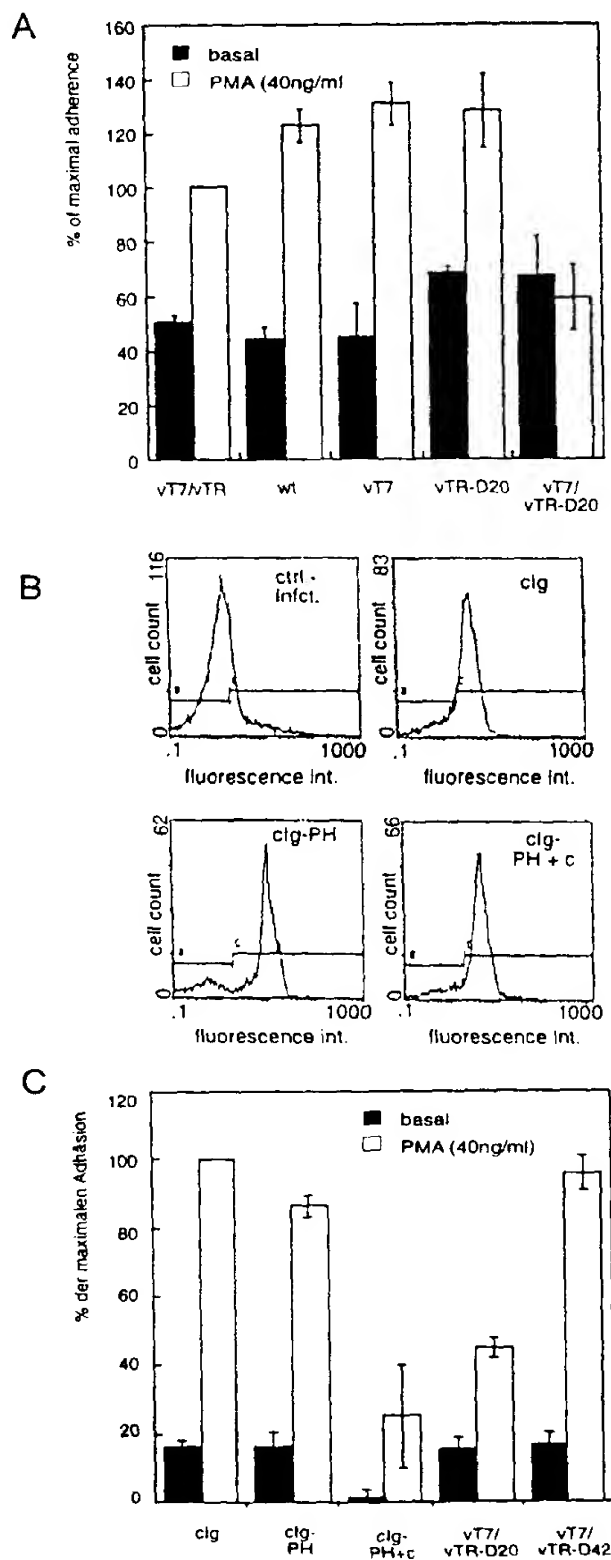 A
160
140
120
100
80
60
40
20
0
% of maximal adherence
basal
PMA (40ng/ml
vT7/vTR
wt
vT7
vTR-D20
vT7/
vTR-D20
B
116
0
cell count
ctrl -
Infct.
B
.1
1000
fluorescence Int.
83
0
cell count
cIg
B
C
.1
1000
fluorescence int.
62
0
cell count
cIg-PH
B
C
.1
1000
fluorescence int.
66
0
cell count
cIg-
PH + c
B
C
.1
1000
fluorescence int.
C
120
100
80
60
40
20
0
% der maximalen Adhäsion
basal
PMA (40ng/ml)
cIg
cIg-
PH
cIg-
PH+c
vT7/
vTR-D20
vT7/
vTR-D42